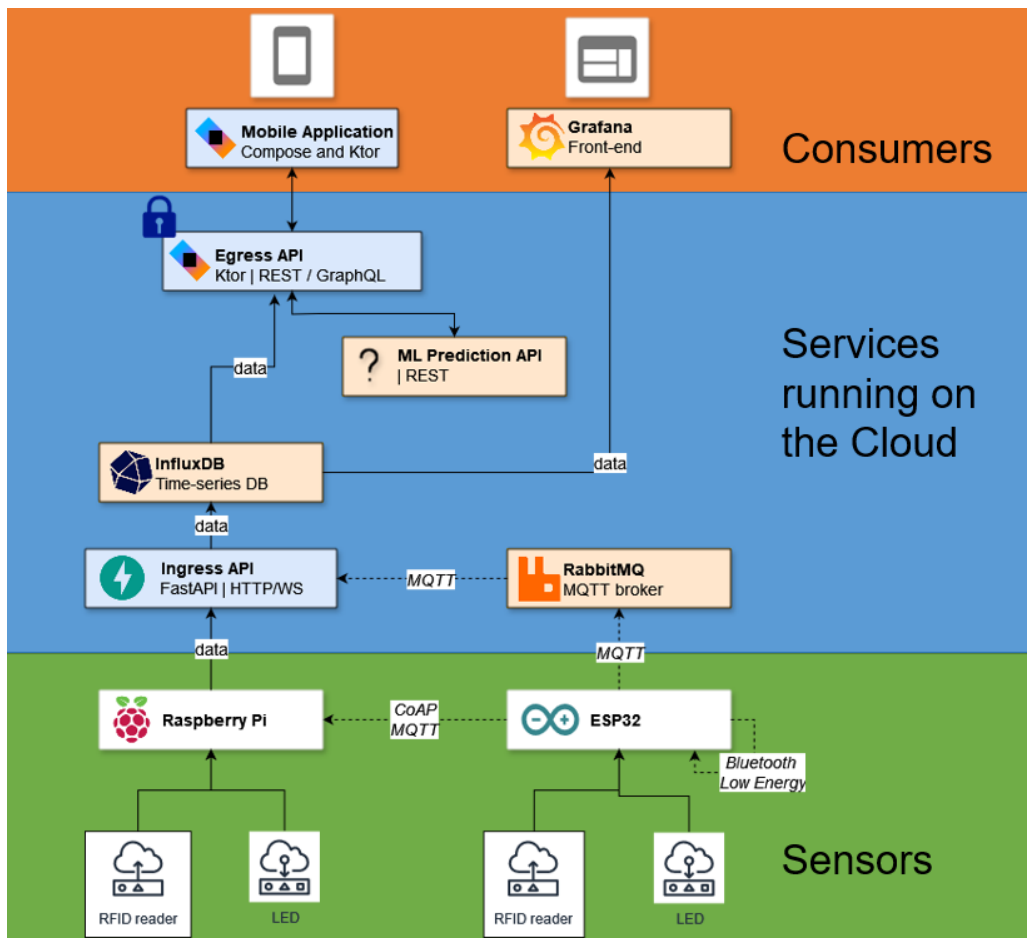 Mobile Application
Compose and Ktor
Grafana
Front-end
Consumers
Egress API
Ktor | REST / GraphQL
ML Prediction API
| REST
?
Services
running on
the Cloud
data
InfluxDB
Time-series DB
data
data
Ingress API
FastAPI | HTTP/WS
MQTT
RabbitMQ
MQTT broker
data
MQTT
Raspberry Pi
CoAP
MQTT
ESP32
Bluetooth
Low Energy
RFID reader
LED
RFID reader
LED
Sensors